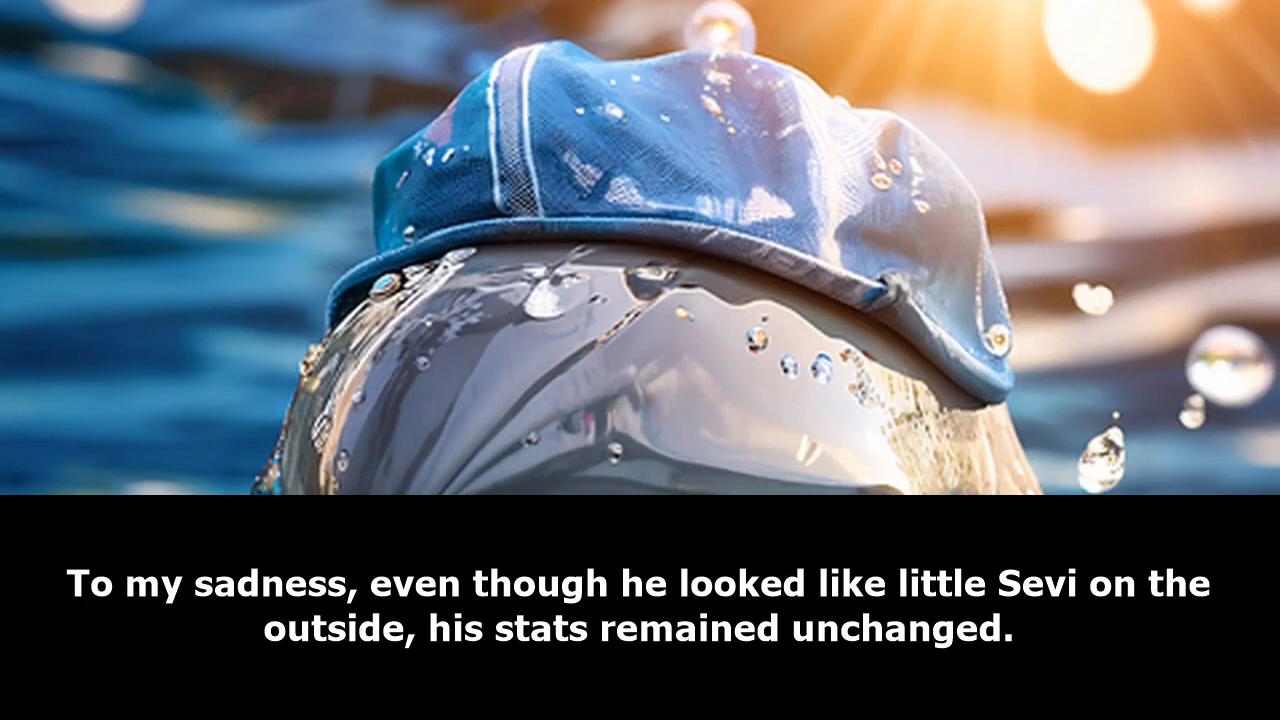 To my sadness, even though he looked like little Sevi on the
outside, his stats remained unchanged.